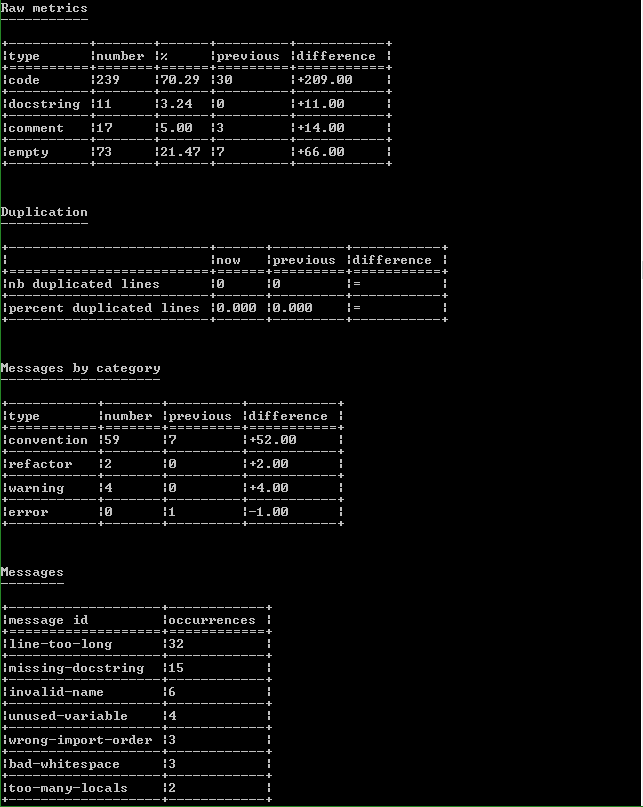 Raw metrics
-----------
+----------+-------+------+---------+-----------+
¦type      ¦number ¦%     ¦previous ¦difference ¦
+==========+=======+======+=========+===========+
¦code      ¦239    ¦70.29 ¦30       ¦+209.00    ¦
+----------+-------+------+---------+-----------+
¦docstring ¦11     ¦3.24  ¦0        ¦+11.00     ¦
+----------+-------+------+---------+-----------+
¦comment   ¦17     ¦5.00  ¦3        ¦+14.00     ¦
+----------+-------+------+---------+-----------+
¦empty     ¦73     ¦21.47 ¦7        ¦+66.00     ¦
+----------+-------+------+---------+-----------+
Duplication
-----------
+-------------------------+------+---------+-----------+
¦                         ¦now   ¦previous ¦difference ¦
+=========================+======+=========+===========+
¦nb duplicated lines      ¦0     ¦0        ¦=          ¦
+-------------------------+------+---------+-----------+
¦percent duplicated lines ¦0.000 ¦0.000    ¦=          ¦
+-------------------------+------+---------+-----------+
Messages by category
--------------------
+-----------+-------+---------+-----------+
¦type       ¦number ¦previous ¦difference ¦
+===========+=======+=========+===========+
¦convention ¦59     ¦7        ¦+52.00     ¦
+-----------+-------+---------+-----------+
¦refactor   ¦2      ¦0        ¦+2.00      ¦
+-----------+-------+---------+-----------+
¦warning    ¦4      ¦0        ¦+4.00      ¦
+-----------+-------+---------+-----------+
¦error      ¦0      ¦1        ¦-1.00      ¦
+-----------+-------+---------+-----------+
Messages
--------
+-------------------+------------+
¦message id         ¦occurrences ¦
+===================+============+
¦line-too-long      ¦32          ¦
+-------------------+------------+
¦missing-docstring  ¦15          ¦
+-------------------+------------+
¦invalid-name       ¦6           ¦
+-------------------+------------+
¦unused-variable    ¦4           ¦
+-------------------+------------+
¦wrong-import-order ¦3           ¦
+-------------------+------------+
¦bad-whitespace     ¦3           ¦
+-------------------+------------+
¦too-many-locals    ¦2           ¦
+-------------------+------------+